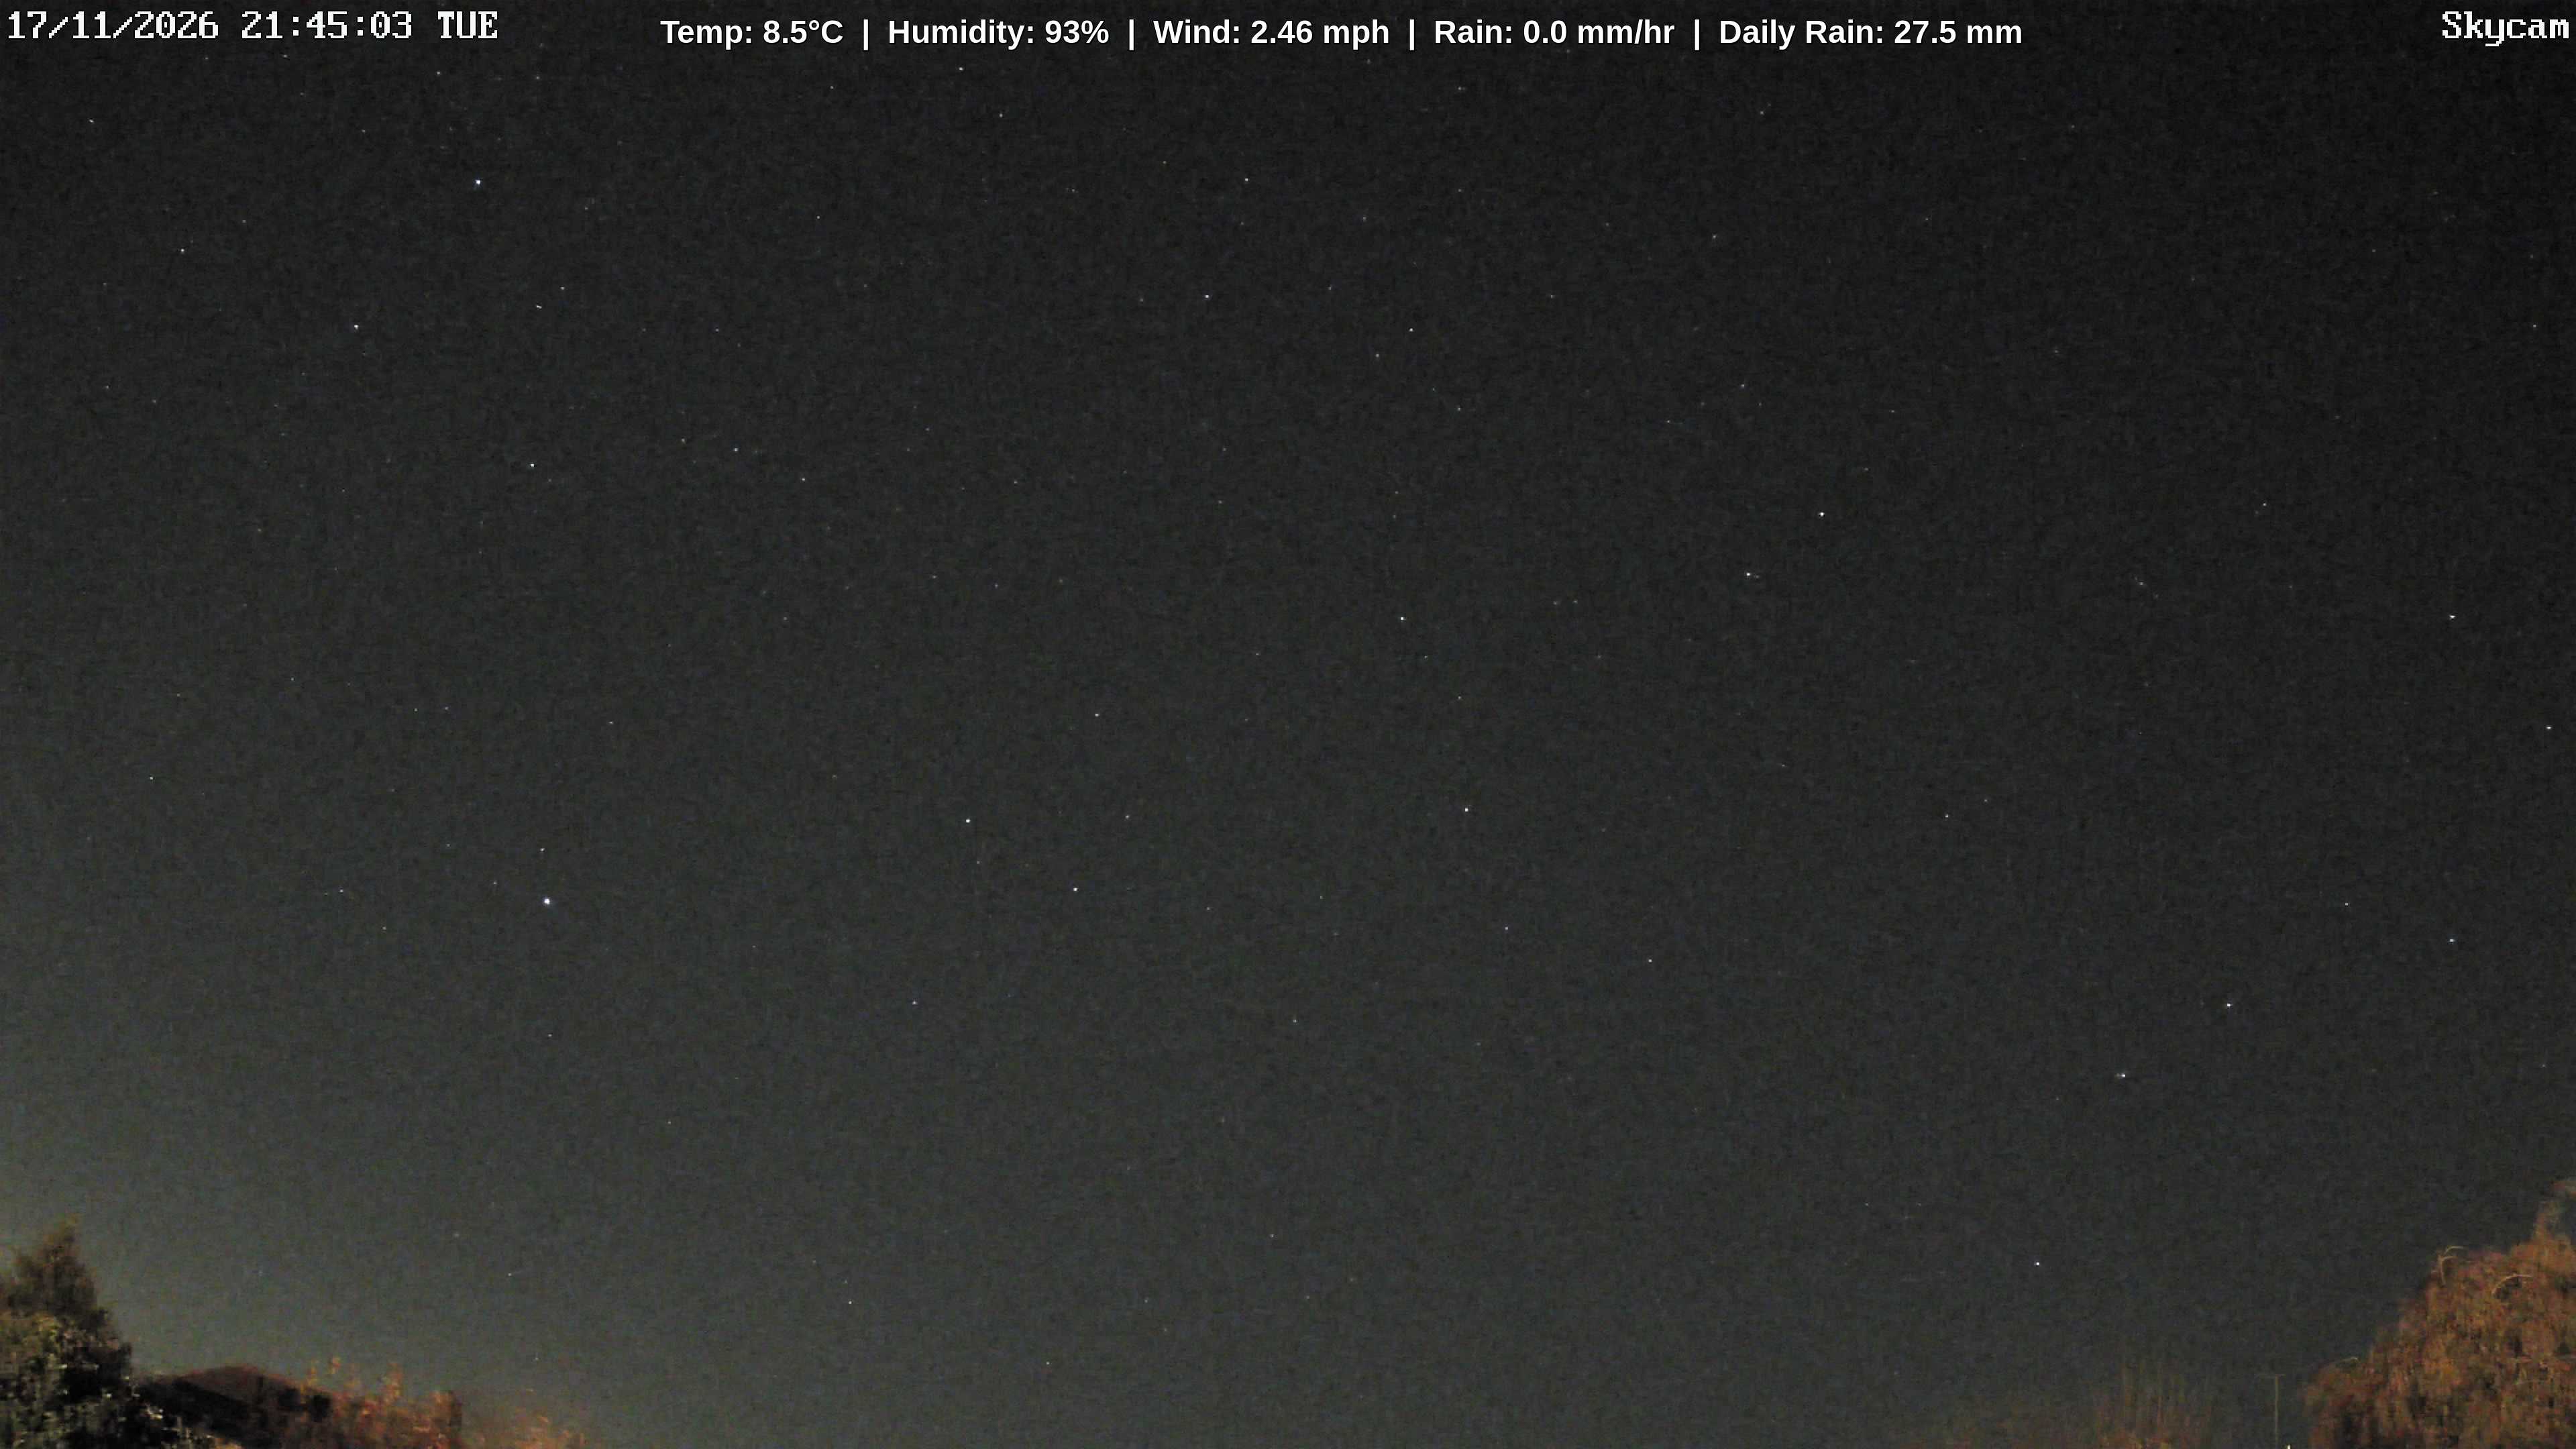 17/11/2026 21:45:03 TUE
Temp: 8.5°C | Humidity: 93% | Wind: 2.46 mph | Rain: 0.0 mm/hr | Daily Rain: 27.5 mm
Skycam